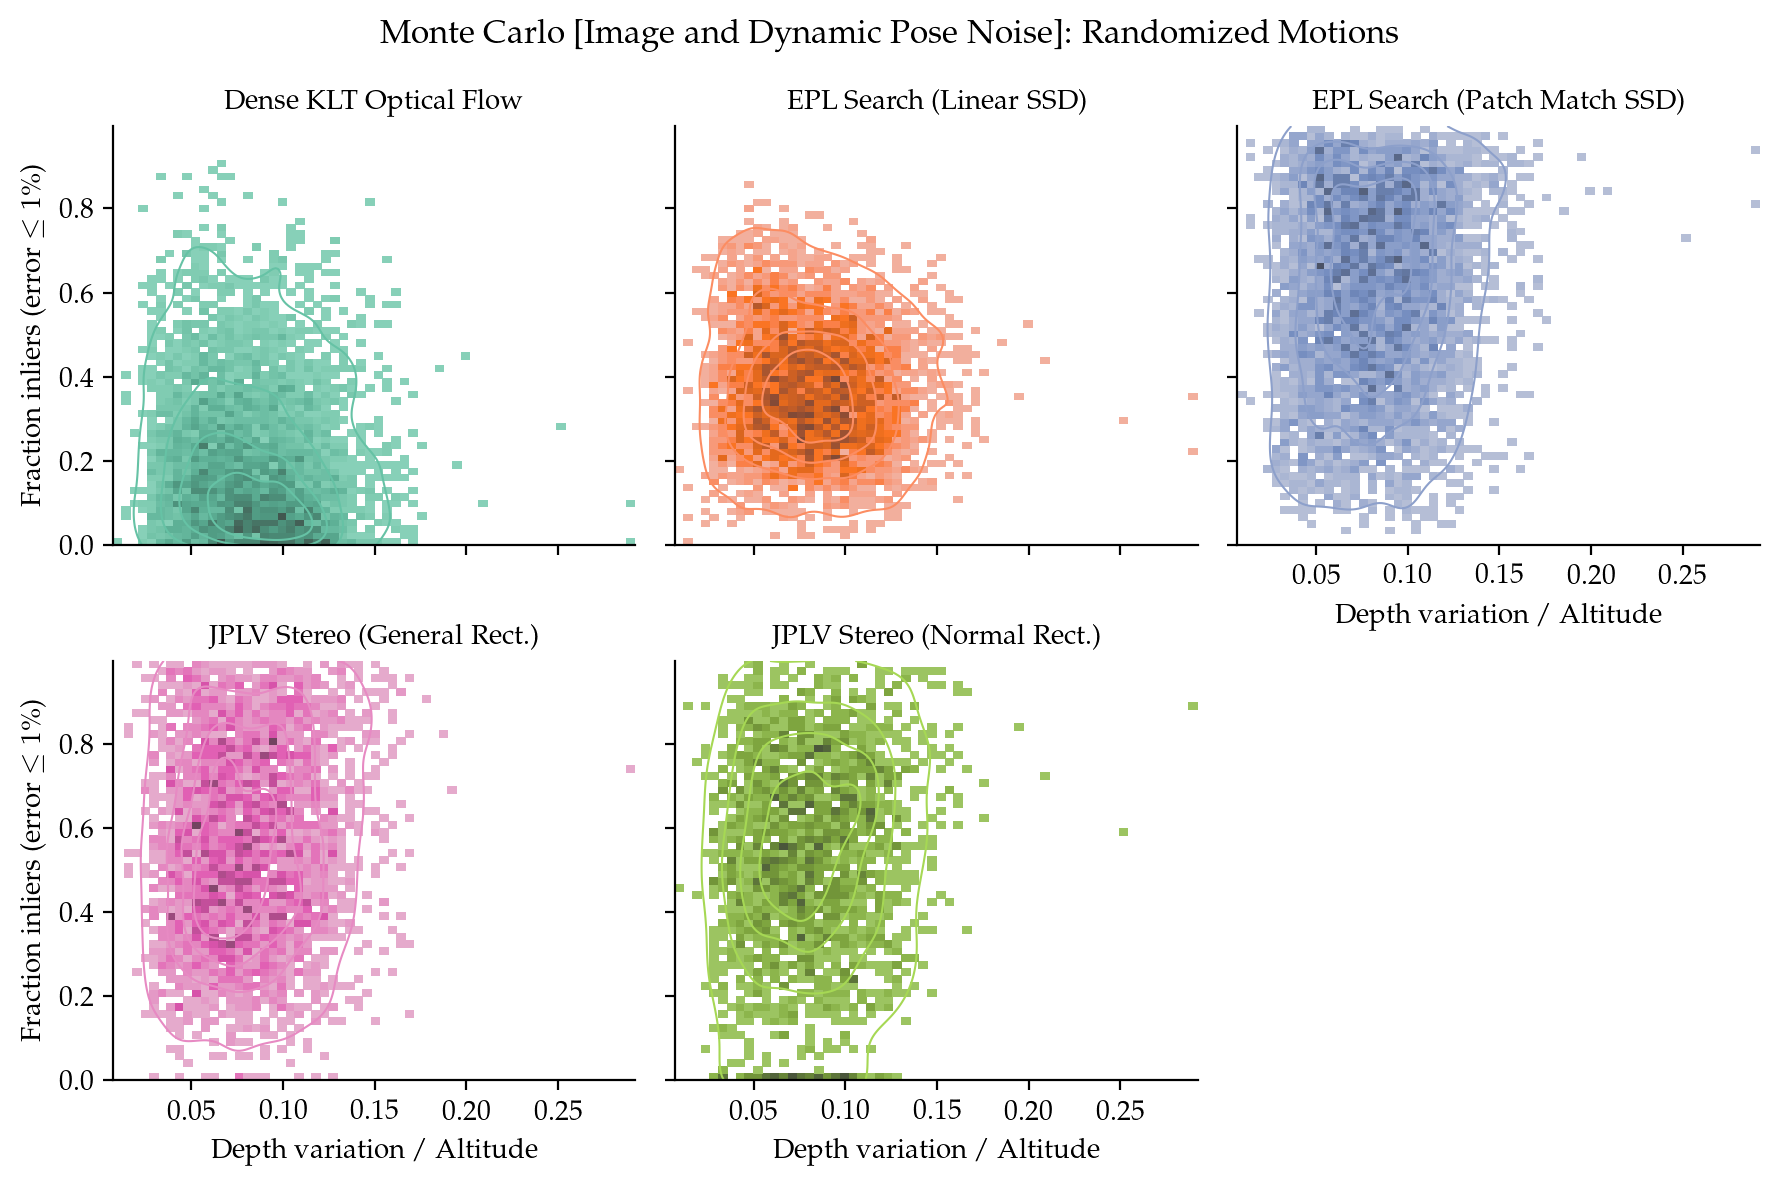 Monte Carlo [Image and Dynamic Pose Noise]: Randomized Motions
Dense KLT Optical Flow
EPL Search (Linear SSD)
EPL Search (Patch Match SSD)
Fraction inliers (error ≤ 1%)
0.8
0.6
0.4
0.2
0.0
0.05 0.10 0.15 0.20 0.25
Depth variation / Altitude
JPLV Stereo (General Rect.)
JPLV Stereo (Normal Rect.)
Fraction inliers (error ≤ 1%)
0.8
0.6
0.4
0.2
0.0
0.05 0.10 0.15 0.20 0.25
0.05 0.10 0.15 0.20 0.25
Depth variation / Altitude
Depth variation / Altitude